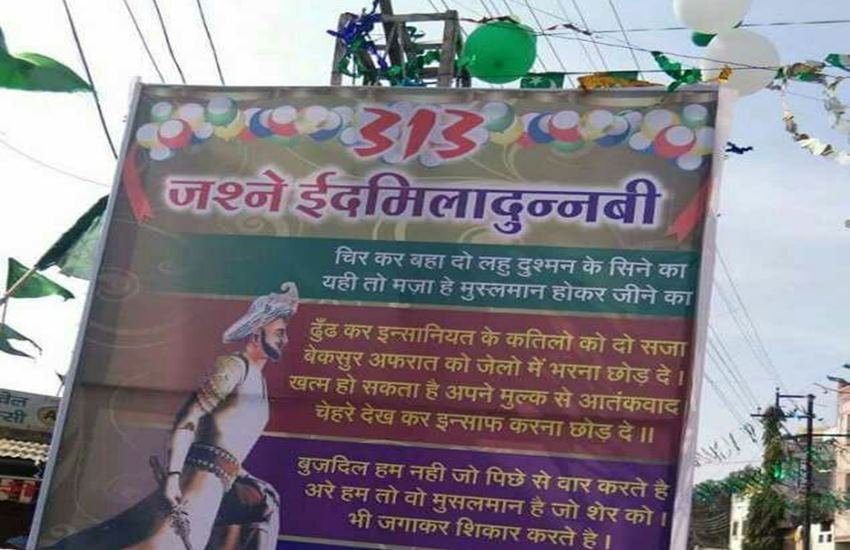 313
जश्ने ईदमिलादुन्नबी
चिर कर बहा दो लहु दुश्मन के सिने का
यही तो मजा हे मुस्लमान होकर जीने का
ढुँढ कर इन्सानियत के कतिलो को दो सजा
बेकसुर अफरात को जेलो में भरना छोड़ दे।
खत्म हो सकता है अपने मुल्क से आतंकवाद
चेहरे देख कर इन्साफ करना छोड़ दे॥
बुजदिल हम नही जो पिछे से वार करते है
अरे हम तो वो मुसलमान है जो शेर को।
भी जगाकर शिकार करते है।